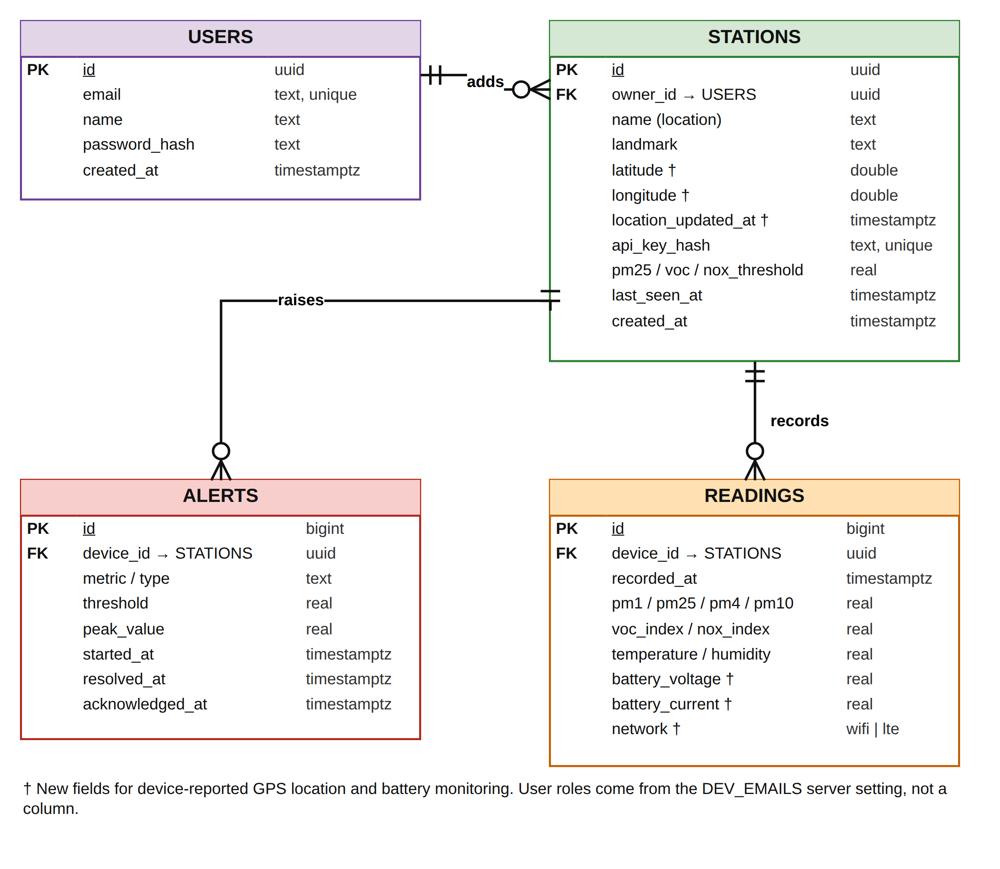 USERS
PK id uuid
email text, unique
name text
password_hash text
created_at timestamptz
adds
STATIONS
PK id uuid
FK owner_id → USERS uuid
name (location) text
landmark text
latitude † double
longitude † double
location_updated_at † timestamptz
api_key_hash text, unique
pm25 / voc / nox_threshold real
last_seen_at timestamptz
created_at timestamptz
raises
records
ALERTS
PK id bigint
FK device_id → STATIONS uuid
metric / type text
threshold real
peak_value real
started_at timestamptz
resolved_at timestamptz
acknowledged_at timestamptz
READINGS
PK id bigint
FK device_id → STATIONS uuid
recorded_at timestamptz
pm1 / pm25 / pm4 / pm10 real
voc_index / nox_index real
temperature / humidity real
battery_voltage † real
battery_current † real
network † wifi | lte
† New fields for device-reported GPS location and battery monitoring. User roles come from the DEV_EMAILS server setting, not a
column.